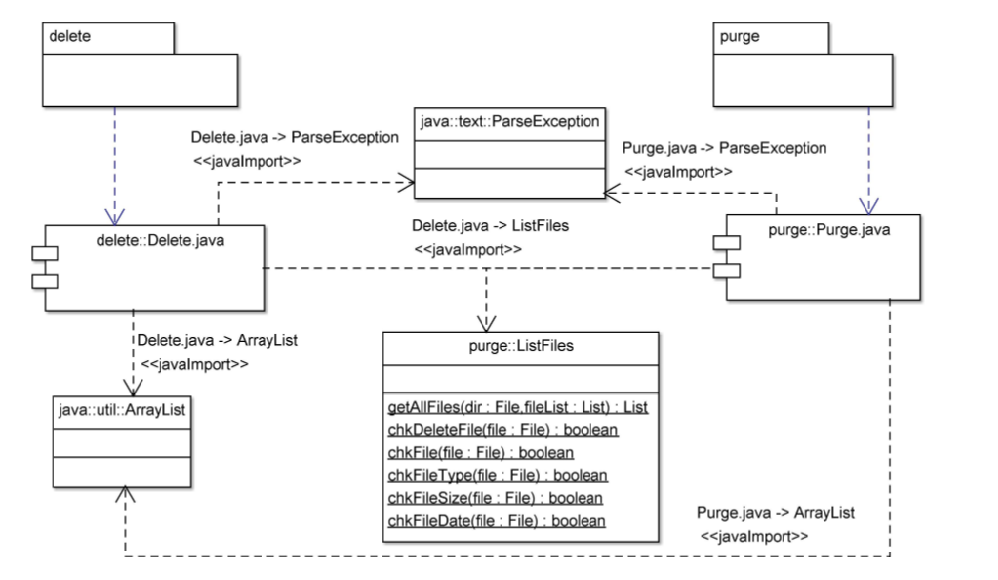 delete
purge
java::text::ParseException
Delete.java -> ParseException
<<javaImport>>
Purge.java -> ParseException
<<javaImport>>
delete::Delete.java
Delete.java -> ListFiles
<<javaImport>>
purge::Purge.java
Delete.java -> ArrayList
<<javaImport>>
purge::ListFiles
java::util::ArrayList
getAllFiles(dir : File,fileList : List) : List
chkDeleteFile(file : File) : boolean
chkFile(file : File) : boolean
chkFileType(file : File) : boolean
chkFileSize(file : File) : boolean
chkFileDate(file : File) : boolean
Purge.java -> ArrayList
<<javaImport>>